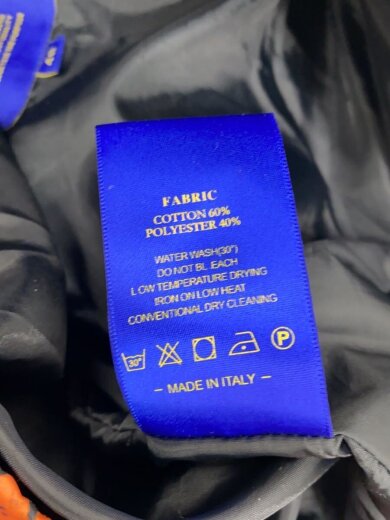 FABRIC
COTTON 60%
POLYESTER 40%
WATER WASH(30°)
DO NOT BL EACH
L OW TEMPERATURE DRYING
IRON ON LOW HEAT
CONVENTIONAL DRY CLEANING
30° P
– MADE IN ITALY –